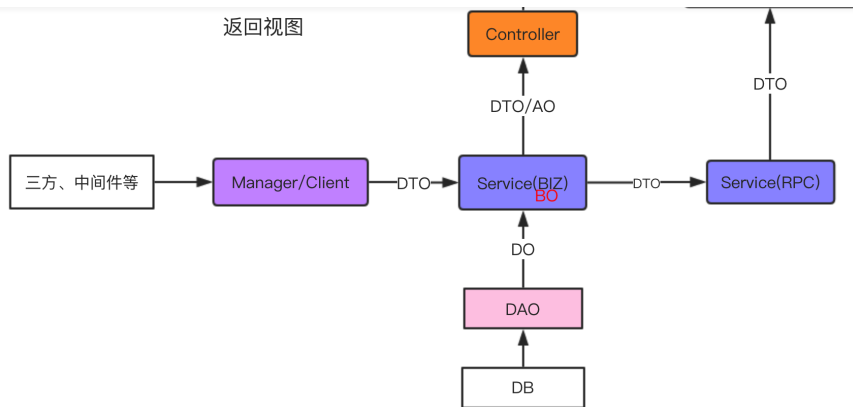 返回视图
Controller
DTO
DTO/AO
三方、中间件等
Manager/Client
DTO
Service(BIZ)
BO
DTO
Service(RPC)
DO
DAO
DB